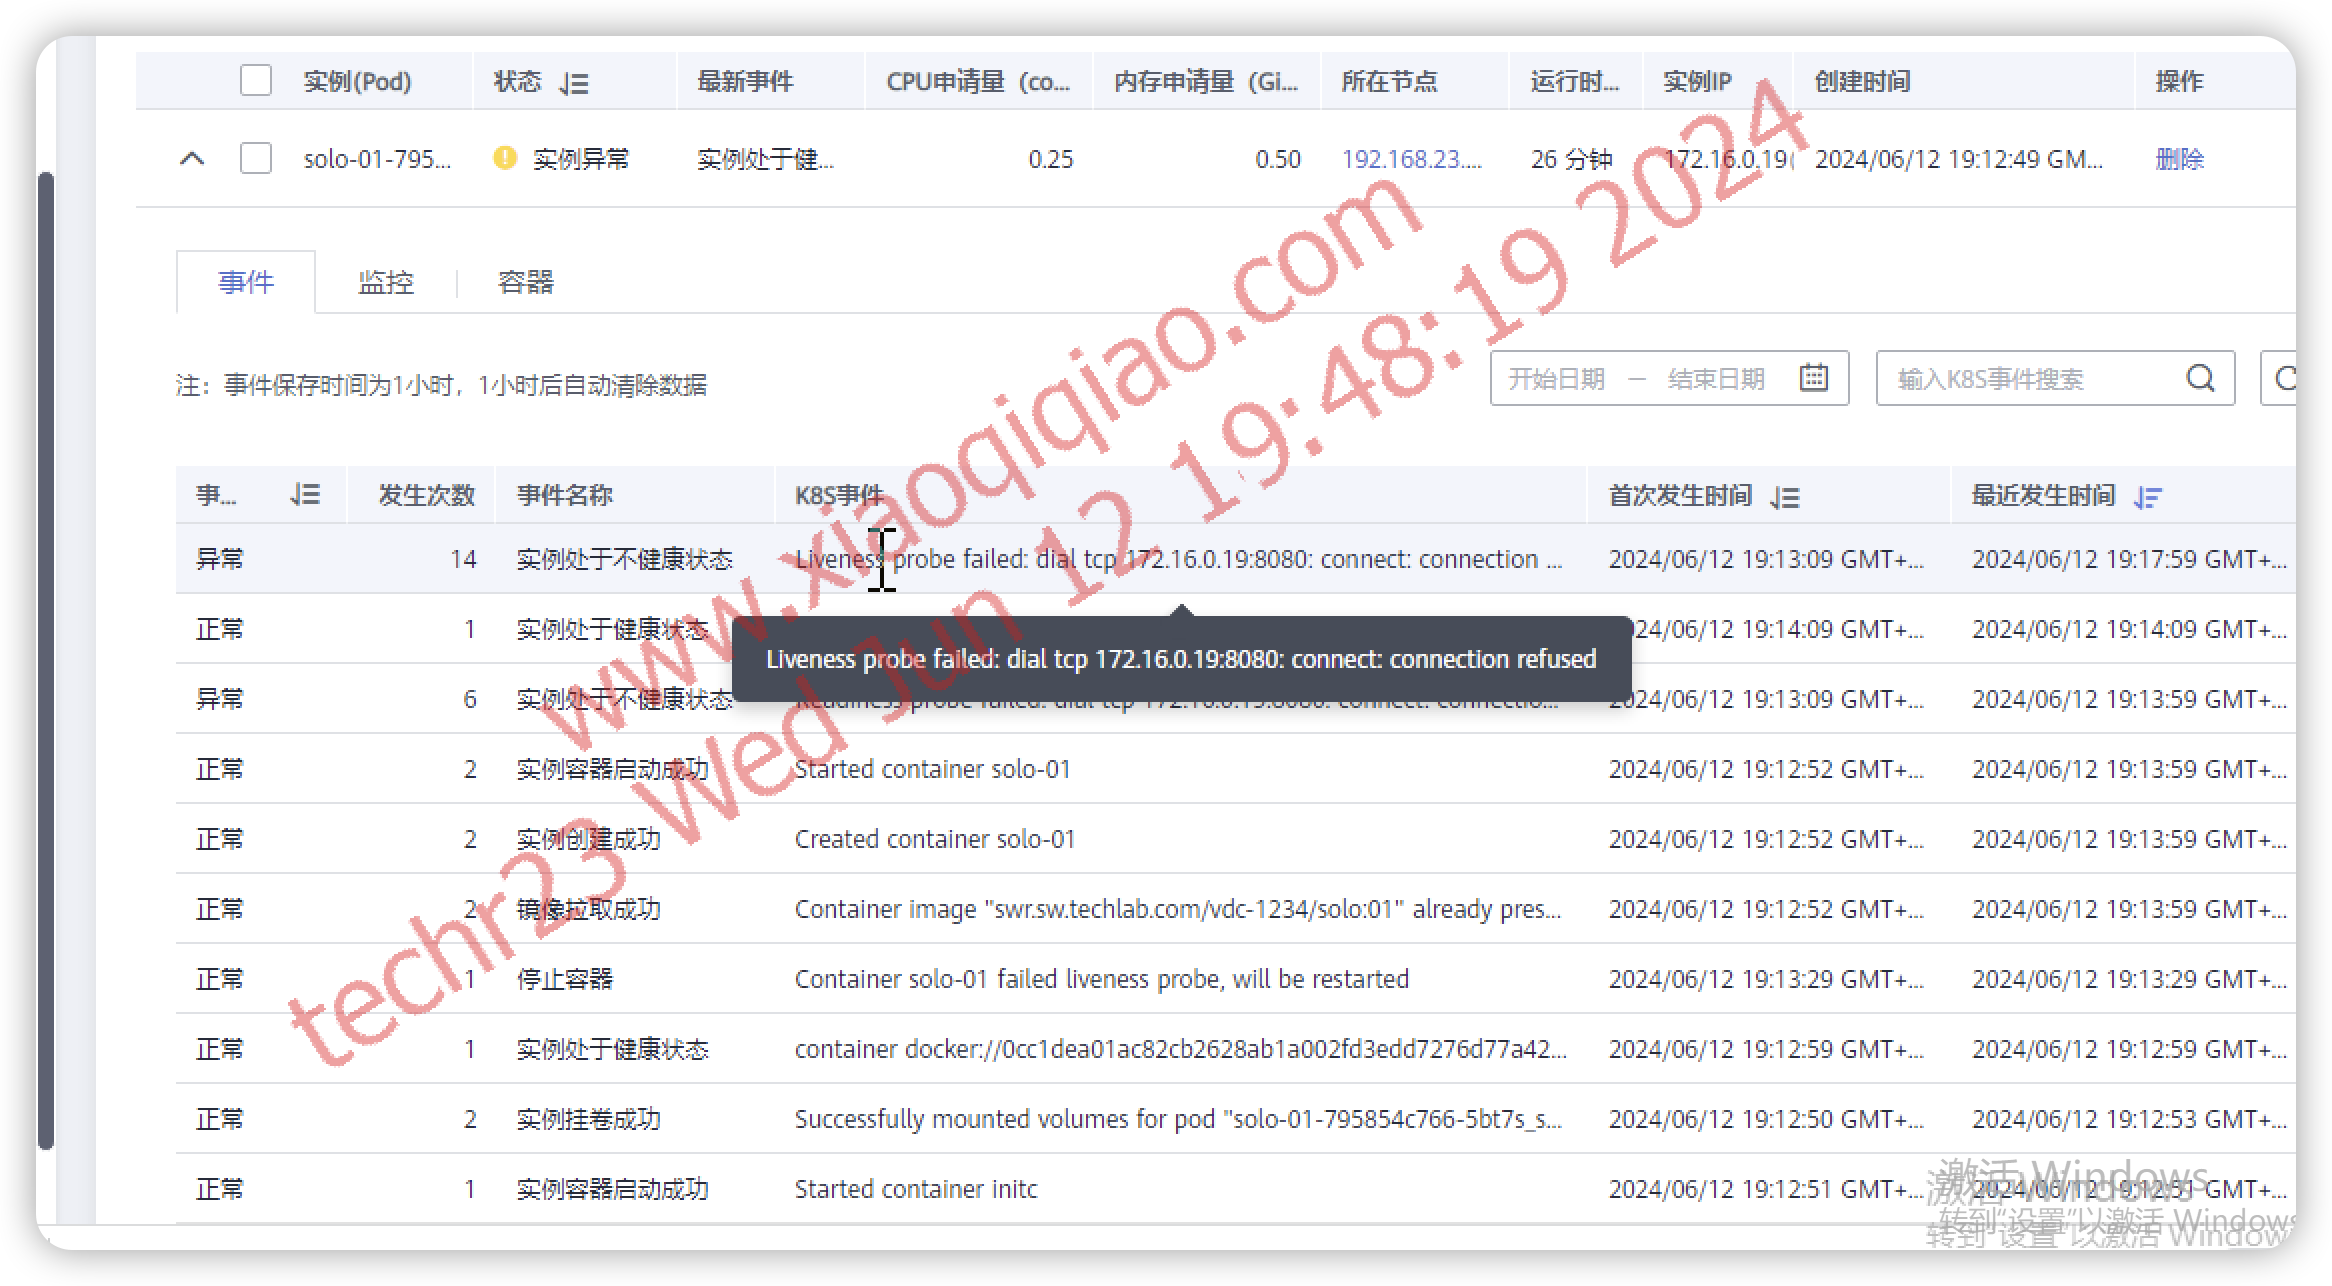 实例(Pod) 状态 最新事件 CPU申请量（co... 内存申请量（Gi... 所在节点 运行时... 实例IP 创建时间 操作
solo-01-795... 实例异常 实例处于健... 0.25 0.50 192.168.23.... 26 分钟 172.16.0.19( 2024/06/12 19:12:49 GM... 删除
事件 监控 容器
注：事件保存时间为1小时，1小时后自动清除数据 开始日期 — 结束日期 输入K8S事件搜索
事... 发生次数 事件名称 K8S事件 首次发生时间 最近发生时间
异常 14 实例处于不健康状态 Liveness probe failed: dial tcp 172.16.0.19:8080: connect: connection ... 2024/06/12 19:13:09 GMT+... 2024/06/12 19:17:59 GMT+...
正常 1 实例处于健康状态 24/06/12 19:14:09 GMT+... 2024/06/12 19:14:09 GMT+...
Liveness probe failed: dial tcp 172.16.0.19:8080: connect: connection refused
异常 6 实例处于不健康状态 Readiness probe failed: dial tcp 172.16.0.19:8080: connect: connectio... 24/06/12 19:13:09 GMT+... 2024/06/12 19:13:59 GMT+...
正常 2 实例容器启动成功 Started container solo-01 2024/06/12 19:12:52 GMT+... 2024/06/12 19:13:59 GMT+...
正常 2 实例创建成功 Created container solo-01 2024/06/12 19:12:52 GMT+... 2024/06/12 19:13:59 GMT+...
正常 2 镜像拉取成功 Container image "swr.sw.techlab.com/vdc-1234/solo:01" already pres... 2024/06/12 19:12:52 GMT+... 2024/06/12 19:13:59 GMT+...
正常 1 停止容器 Container solo-01 failed liveness probe, will be restarted 2024/06/12 19:13:29 GMT+... 2024/06/12 19:13:29 GMT+...
正常 1 实例处于健康状态 container docker://0cc1dea01ac82cb2628ab1a002fd3edd7276d77a42... 2024/06/12 19:12:59 GMT+... 2024/06/12 19:12:59 GMT+...
正常 2 实例挂卷成功 Successfully mounted volumes for pod "solo-01-795854c766-5bt7s_s... 2024/06/12 19:12:50 GMT+... 2024/06/12 19:12:53 GMT+...
正常 1 实例容器启动成功 Started container initc 2024/06/12 19:12:51 GMT+... 2024/06/12 19:12:51 GMT+...
www.xiaoqiqiao.com
techr23 Wed Jun 12 19:48:19 2024
激活 Windows
转到"设置"以激活 Windows
激活 Windows
转到"设置"以激活 Window